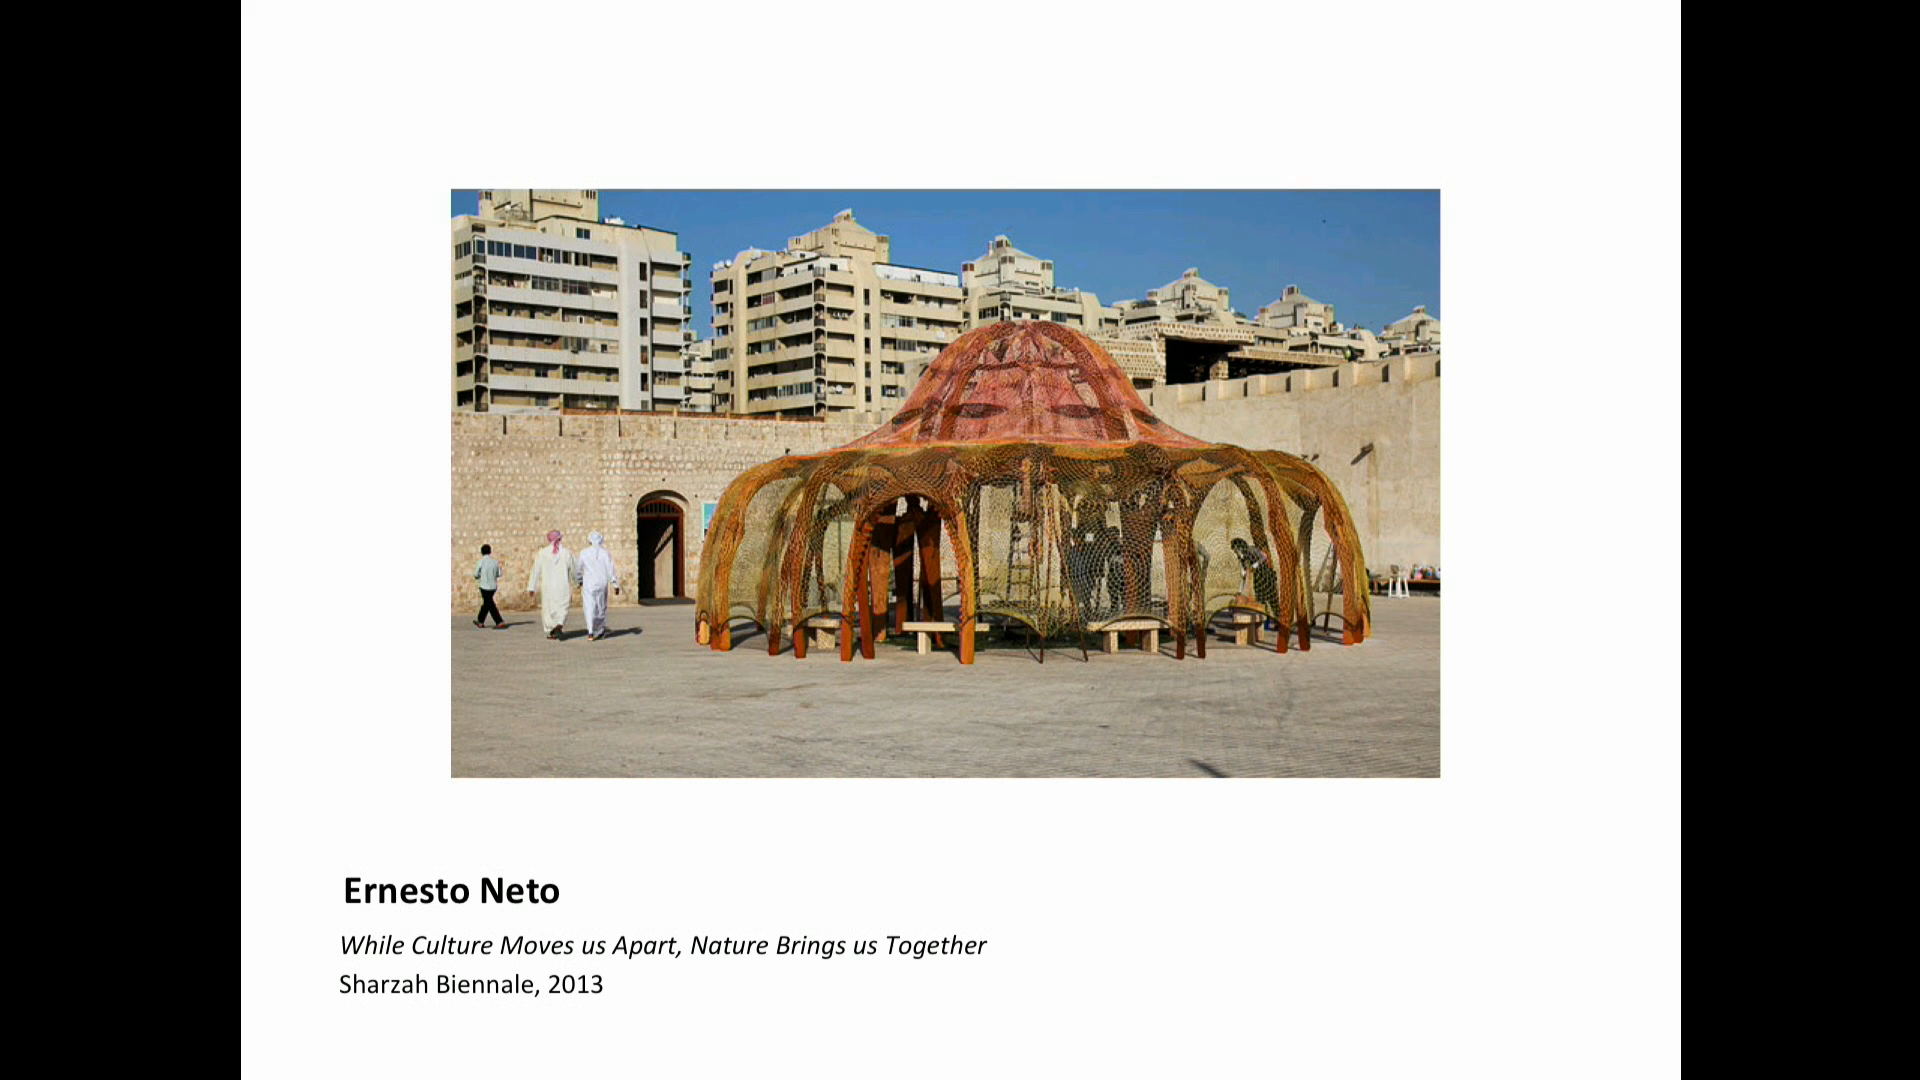 Ernesto Neto
While Culture Moves us Apart, Nature Brings us Together
Sharzah Biennale, 2013